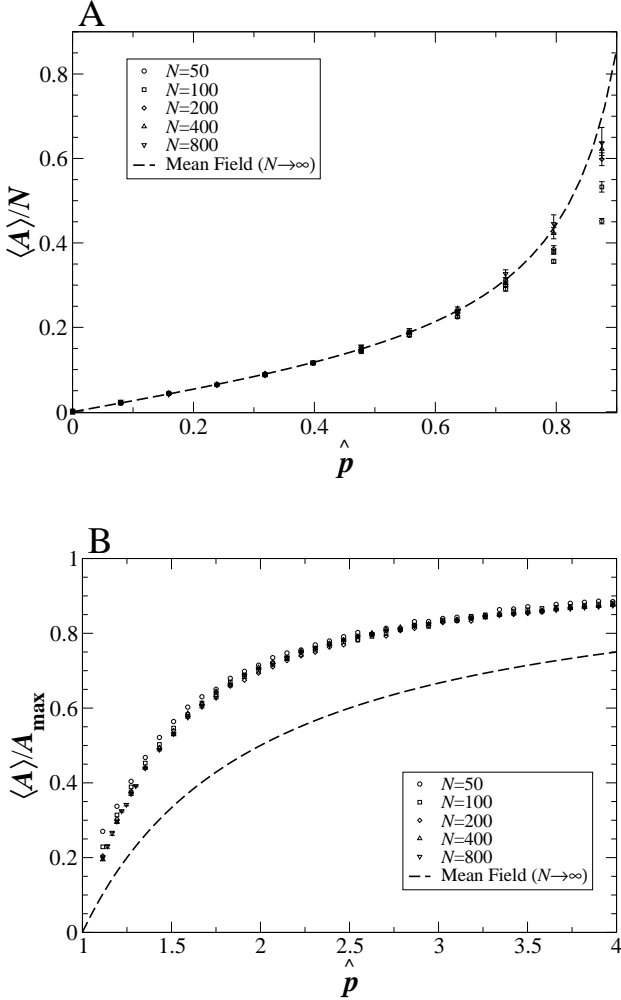 A
0.8
0.6
0.4
0.2
0
⟨A⟩/N
N=50
N=100
N=200
N=400
N=800
Mean Field (N→∞)
0 0.2 0.4 0.6 0.8
p̂
B
1
0.8
0.6
0.4
0.2
0
⟨A⟩/A_max
N=50
N=100
N=200
N=400
N=800
Mean Field (N→∞)
1 1.5 2 2.5 3 3.5 4
p̂